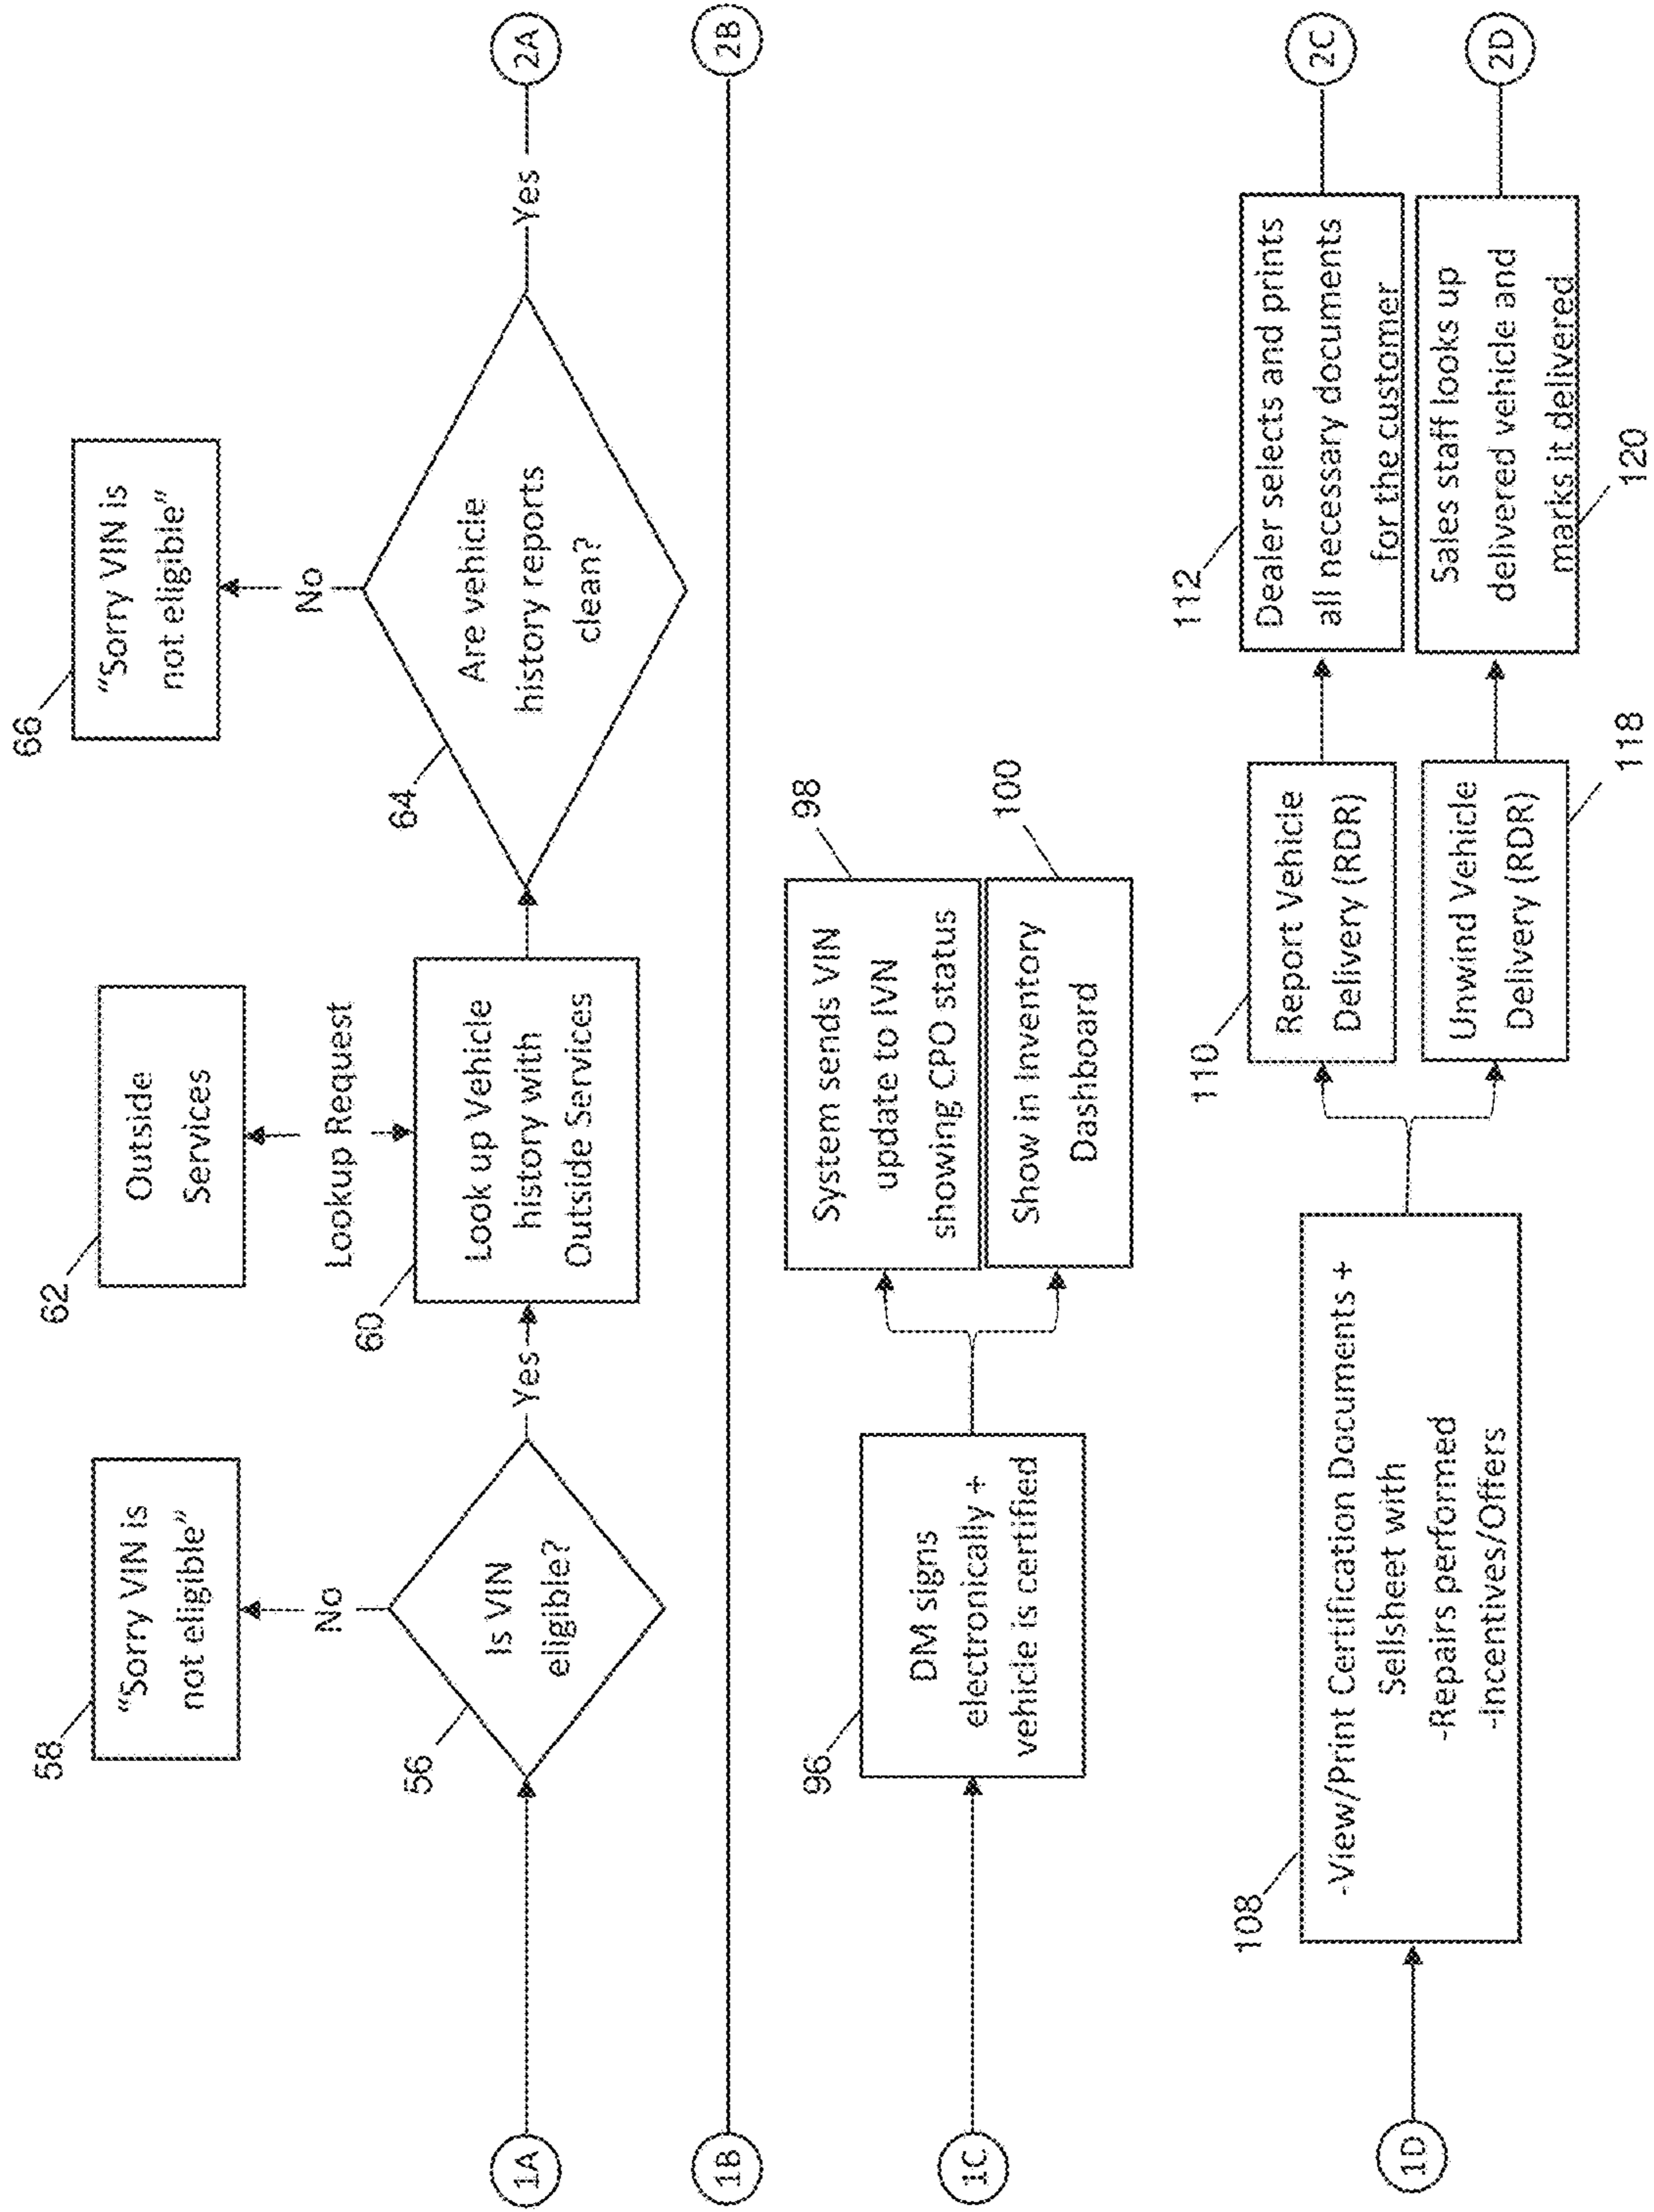 58
"Sorry VIN is
not eligible"
62
Outside
Services
66
"Sorry VIN is
not eligible"
No
Lookup Request
No
1A
56
Is VIN
eligible?
Yes
60
Look up Vehicle
history with
Outside Services
64
Are vehicle
history reports
clean?
Yes
2A
1B
2B
1C
96
DM signs
electronically +
vehicle is certified
98
System sends VIN
update to IVN
showing CPO status
100
Show in Inventory
Dashboard
1D
108
-View/Print Certification Documents +
Sellsheet with
-Repairs performed
-Incentives/Offers
110
Report Vehicle
Delivery (RDR)
112
Dealer selects and prints
all necessary documents
for the customer
2C
Unwind Vehicle
Delivery (RDR)
118
Sales staff looks up
delivered vehicle and
marks it delivered
120
2D